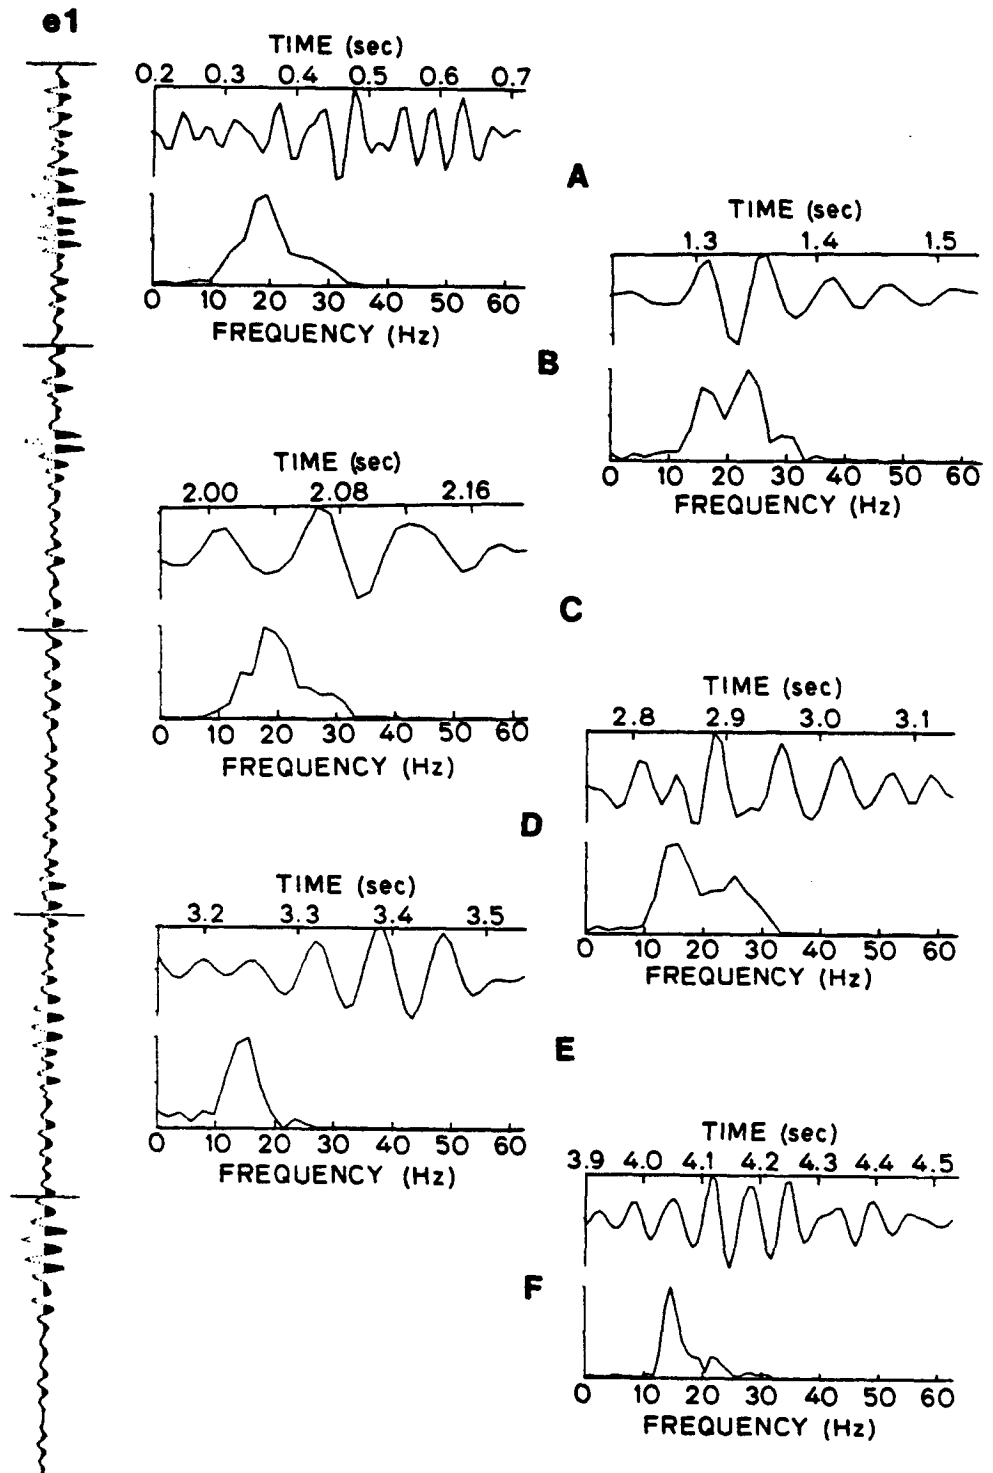 e1
TIME (sec)
0.2 0.3 0.4 0.5 0.6 0.7
0 10 20 30 40 50 60
FREQUENCY (Hz)
A
TIME (sec)
1.3 1.4 1.5
0 10 20 30 40 50 60
FREQUENCY (Hz)
B
TIME (sec)
2.00 2.08 2.16
0 10 20 30 40 50 60
FREQUENCY (Hz)
C
TIME (sec)
2.8 2.9 3.0 3.1
0 10 20 30 40 50 60
FREQUENCY (Hz)
D
TIME (sec)
3.2 3.3 3.4 3.5
0 10 20 30 40 50 60
FREQUENCY (Hz)
E
TIME (sec)
3.9 4.0 4.1 4.2 4.3 4.4 4.5
0 10 20 30 40 50 60
FREQUENCY (Hz)
F